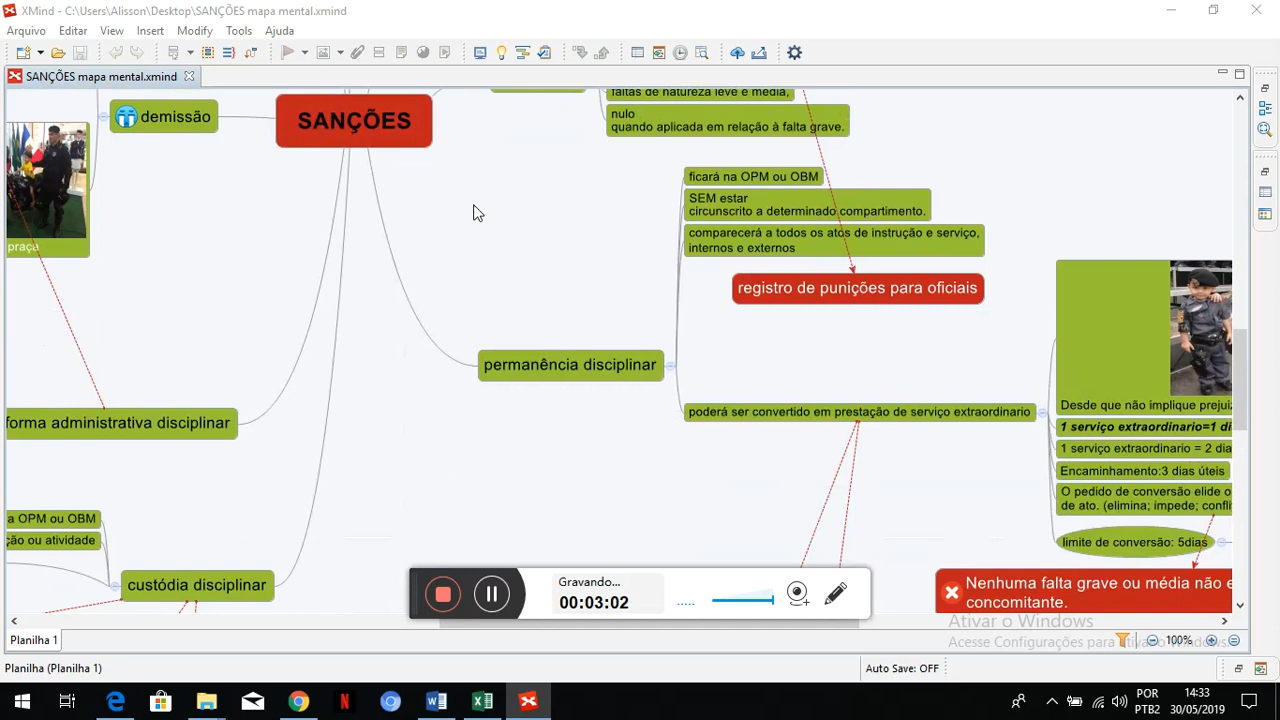 XMind - C:\Users\Alisson\Desktop\SANÇÕES mapa mental.xmind
Arquivo Editar View Insert Modify Tools Ajuda
SANÇÕES mapa mental.xmind
demissão
SANÇÕES
faltas de natureza leve e média,
nulo
quando aplicada em relação à falta grave.
ficará na OPM ou OBM
SEM estar
circunscrito a determinado compartimento.
comparecerá a todos os atos de instrução e serviço,
internos e externos
praça
registro de punições para oficiais
permanência disciplinar
poderá ser convertido em prestação de serviço extraordinario
Desde que não implique prejui
1 serviço extraordinario=1 di
1 serviço extraordinario = 2 dia
Encaminhamento:3 dias úteis
O pedido de conversão elide o
de ato. (elimina; impede; confli
limite de conversão: 5dias
forma administrativa disciplinar
a OPM ou OBM
ção ou atividade
custódia disciplinar
Nenhuma falta grave ou média não e
concomitante.
Gravando...
00:03:02
Ativar o Windows
Acesse Configurações para ativar o Windows.
Planilha 1
100%
Planilha (Planilha 1)
Auto Save: OFF
POR
PTB2
14:33
30/05/2019